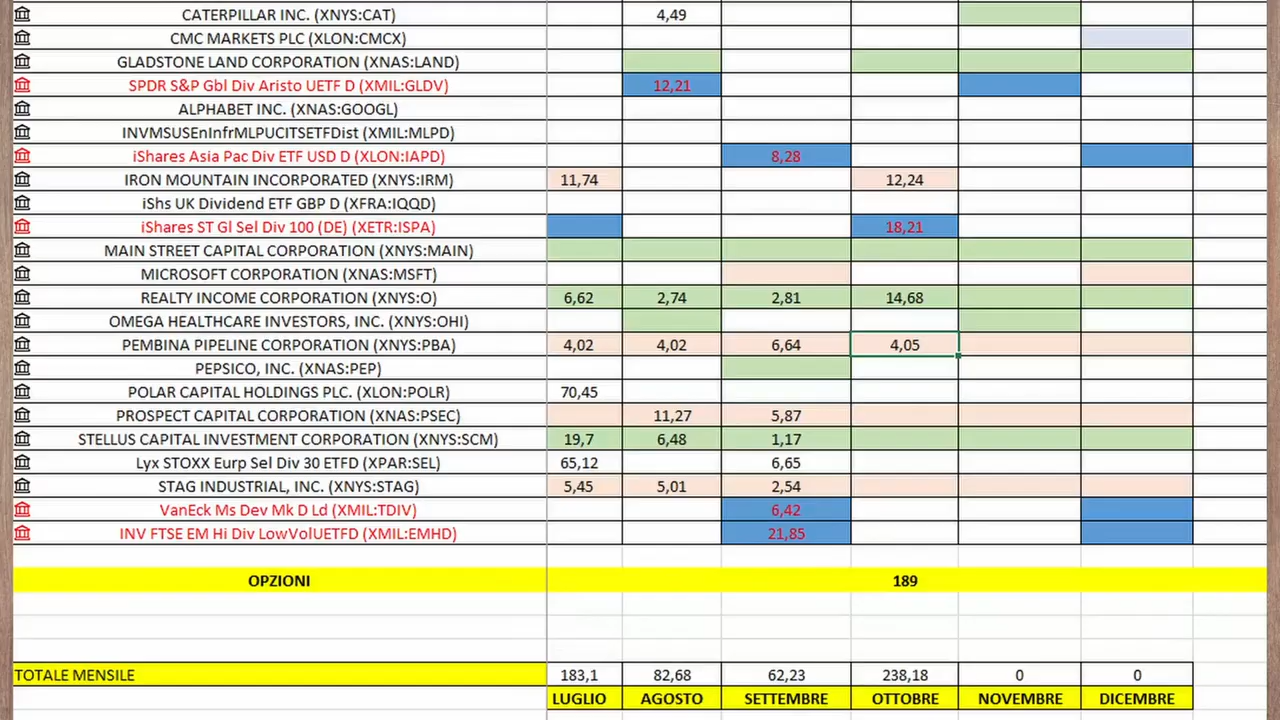 CATERPILLAR INC. (XNYS:CAT) 4,49
CMC MARKETS PLC (XLON:CMCX)
GLADSTONE LAND CORPORATION (XNAS:LAND)
SPDR S&P Gbl Div Aristo UETF D (XMIL:GLDV) 12,21
ALPHABET INC. (XNAS:GOOGL)
INVMSUSEnInfrMLPUCITSETFDist (XMIL:MLPD)
iShares Asia Pac Div ETF USD D (XLON:IAPD) 8,28
IRON MOUNTAIN INCORPORATED (XNYS:IRM) 11,74 12,24
iShs UK Dividend ETF GBP D (XFRA:IQQD)
iShares ST Gl Sel Div 100 (DE) (XETR:ISPA) 18,21
MAIN STREET CAPITAL CORPORATION (XNYS:MAIN)
MICROSOFT CORPORATION (XNAS:MSFT)
REALTY INCOME CORPORATION (XNYS:O) 6,62 2,74 2,81 14,68
OMEGA HEALTHCARE INVESTORS, INC. (XNYS:OHI)
PEMBINA PIPELINE CORPORATION (XNYS:PBA) 4,02 4,02 6,64 4,05
PEPSICO, INC. (XNAS:PEP)
POLAR CAPITAL HOLDINGS PLC. (XLON:POLR) 70,45
PROSPECT CAPITAL CORPORATION (XNAS:PSEC) 11,27 5,87
STELLUS CAPITAL INVESTMENT CORPORATION (XNYS:SCM) 19,7 6,48 1,17
Lyx STOXX Eurp Sel Div 30 ETFD (XPAR:SEL) 65,12 6,65
STAG INDUSTRIAL, INC. (XNYS:STAG) 5,45 5,01 2,54
VanEck Ms Dev Mk D Ld (XMIL:TDIV) 6,42
INV FTSE EM Hi Div LowVolUETFD (XMIL:EMHD) 21,85
OPZIONI 189
TOTALE MENSILE 183,1 82,68 62,23 238,18 0 0
LUGLIO AGOSTO SETTEMBRE OTTOBRE NOVEMBRE DICEMBRE